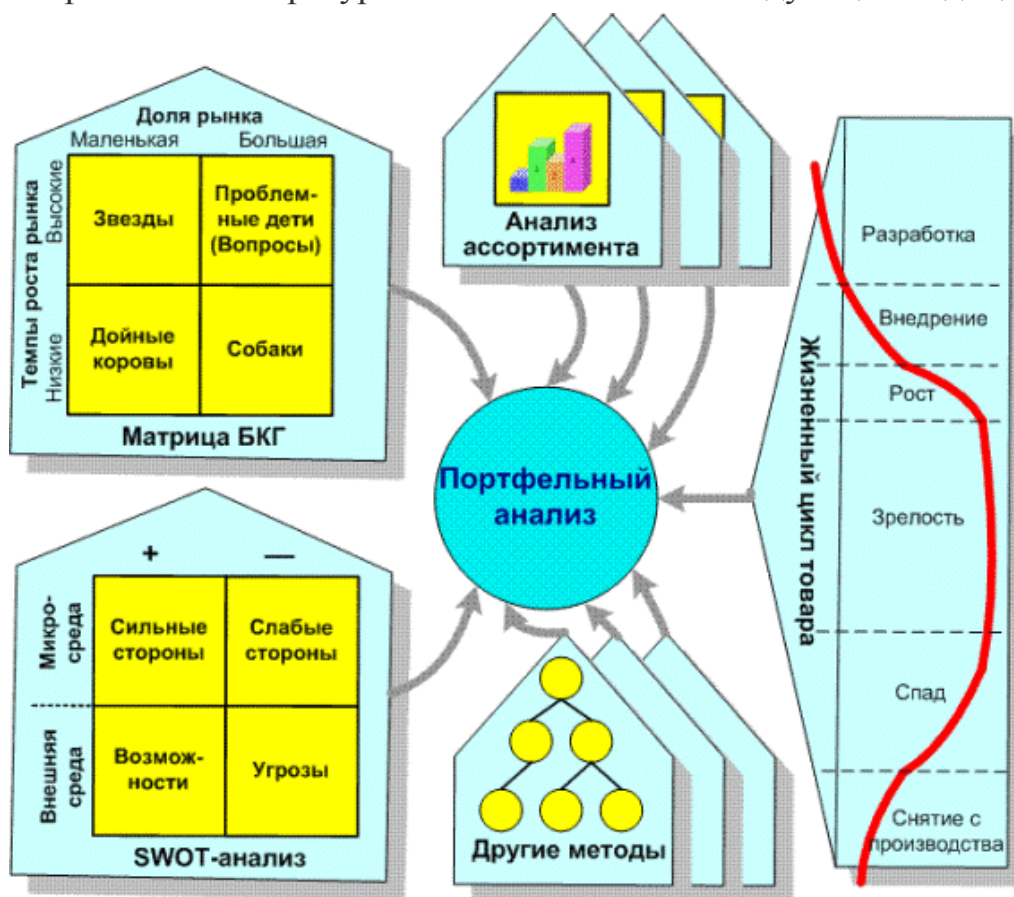 Доля рынка
Маленькая Большая
Темпы роста рынка
Высокие
Низкие
Звезды
Проблем-
ные дети
(Вопросы)
Дойные
коровы
Собаки
Матрица БКГ
Анализ
ассортимента
Жизненный цикл товара
Разработка
Внедрение
Рост
Зрелость
Спад
Снятие с
производства
Портфельный
анализ
+ —
Микро-
среда
Внешняя
среда
Сильные
стороны
Слабые
стороны
Возмож-
ности
Угрозы
SWOT-анализ
Другие методы